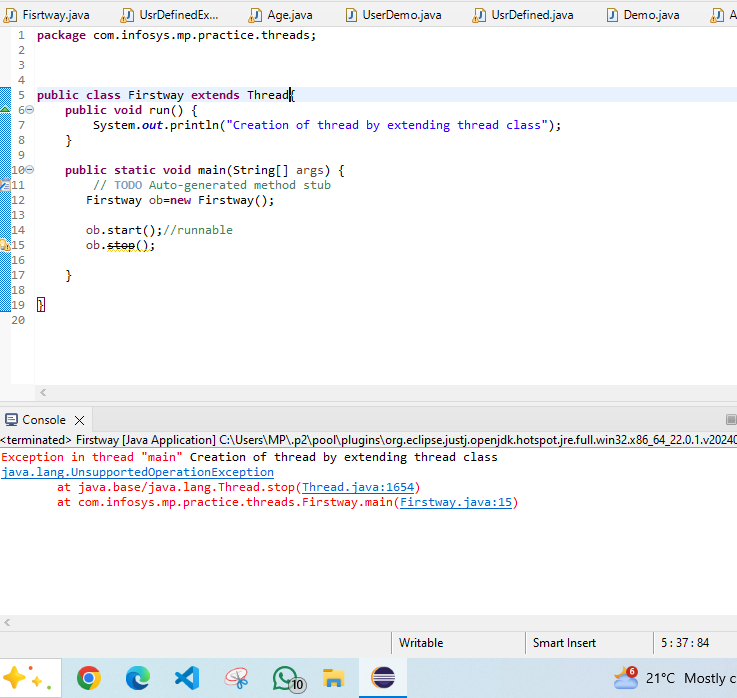 Fisrtway.java UsrDefinedEx... Age.java UserDemo.java UsrDefined.java Demo.java A
1 package com.infosys.mp.practice.threads;
2
3
4
5 public class Firstway extends Thread{
6 public void run() {
7 System.out.println("Creation of thread by extending thread class");
8 }
9
10 public static void main(String[] args) {
11 // TODO Auto-generated method stub
12 Firstway ob=new Firstway();
13
14 ob.start();//runnable
15 ob.stop();
16
17 }
18
19 }
20
Console
<terminated> Firstway [Java Application] C:\Users\MP\.p2\pool\plugins\org.eclipse.justj.openjdk.hotspot.jre.full.win32.x86_64_22.0.1.v20240
Exception in thread "main" Creation of thread by extending thread class
java.lang.UnsupportedOperationException
at java.base/java.lang.Thread.stop(Thread.java:1654)
at com.infosys.mp.practice.threads.Firstway.main(Firstway.java:15)
Writable Smart Insert 5 : 37 : 84
10 6 21°C Mostly c